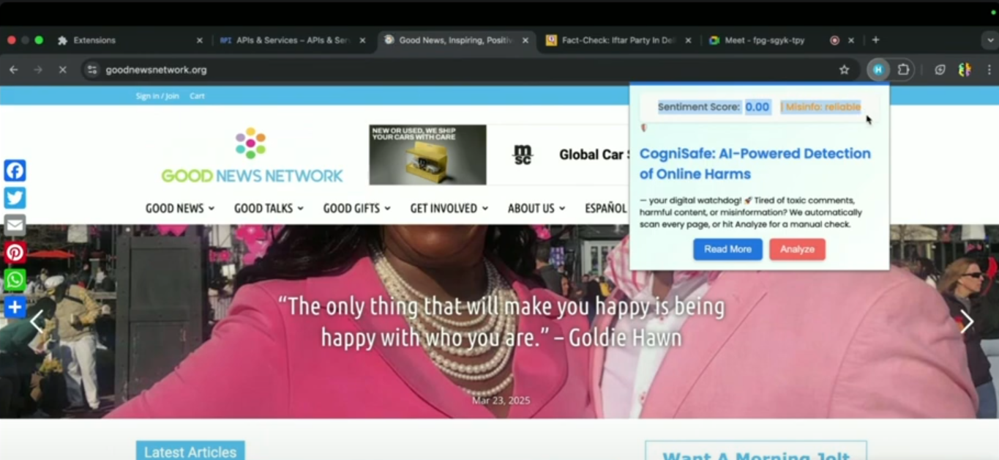 Extensions
API APIs & Services – APIs & Ser
Good News, Inspiring, Positiv
Fact-Check: Iftar Party In Del
Meet - fpg-sgyk-tpy
goodnewsnetwork.org
H
Sign in / Join Cart
Sentiment Score: 0.00 | Misinfo: reliable
NEW OR USED, WE SHIP
YOUR CARS WITH CARE
msc
Global Car S
GOOD NEWS NETWORK
CogniSafe: AI-Powered Detection
of Online Harms
— your digital watchdog! 🚀 Tired of toxic comments,
harmful content, or misinformation? We automatically
scan every page, or hit Analyze for a manual check.
Read More Analyze
GOOD NEWS GOOD TALKS GOOD GIFTS GET INVOLVED ABOUT US ESPAÑOL
“The only thing that will make you happy is being
happy with who you are.” – Goldie Hawn
Mar 23, 2025
Latest Articles
Want A Morning Jolt